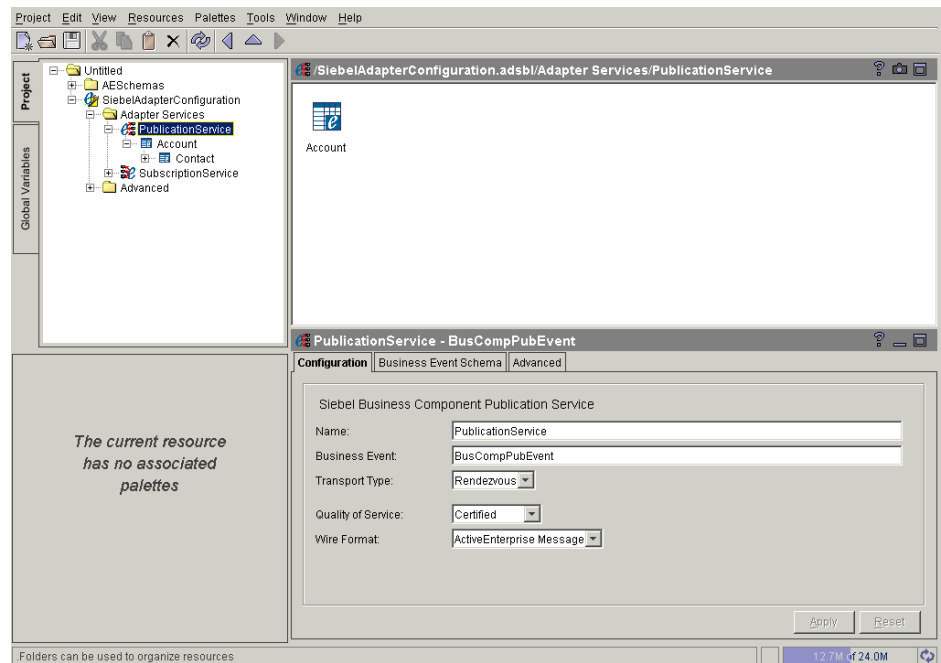 Project Edit View Resources Palettes Tools Window Help
Project
Global Variables
Untitled
AESchemas
SiebelAdapterConfiguration
Adapter Services
PublicationService
Account
Contact
SubscriptionService
Advanced
/SiebelAdapterConfiguration.adsbl/Adapter Services/PublicationService
Account
The current resource
has no associated
palettes
PublicationService - BusCompPubEvent
Configuration Business Event Schema Advanced
Siebel Business Component Publication Service
Name: PublicationService
Business Event: BusCompPubEvent
Transport Type: Rendezvous
Quality of Service: Certified
Wire Format: ActiveEnterprise Message
Apply Reset
.Folders can be used to organize resources
12.7M of 24.0M